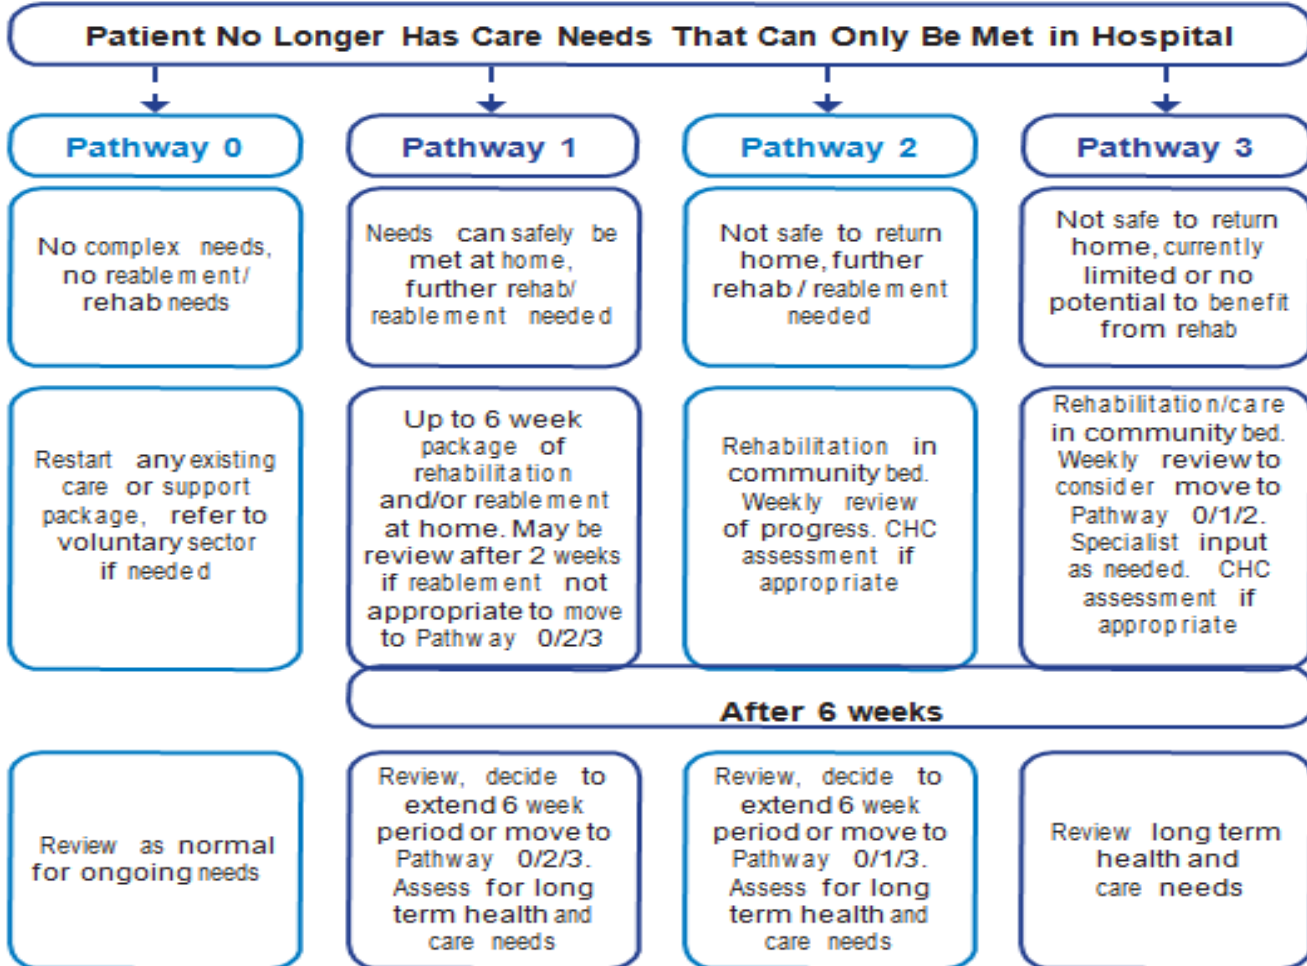 Patient No Longer Has Care Needs That Can Only Be Met in Hospital
Pathway 0
Pathway 1
Pathway 2
Pathway 3
No complex needs,
no reablement/
rehab needs
Needs can safely be
met at home,
further rehab/
reablement needed
Not safe to return
home, further
rehab / reablement
needed
Not safe to return
home, currently
limited or no
potential to benefit
from rehab
Restart any existing
care or support
package, refer to
voluntary sector
if needed
Up to 6 week
package of
rehabilitation
and/or reablement
at home. May be
review after 2 weeks
if reablement not
appropriate to move
to Pathway 0/2/3
Rehabilitation in
community bed.
Weekly review
of progress. CHC
assessment if
appropriate
Rehabilitation/care
in community bed.
Weekly review to
consider move to
Pathway 0/1/2.
Specialist input
as needed. CHC
assessment if
appropriate
After 6 weeks
Review as normal
for ongoing needs
Review, decide to
extend 6 week
period or move to
Pathway 0/2/3.
Assess for long
term health and
care needs
Review, decide to
extend 6 week
period or move to
Pathway 0/1/3.
Assess for long
term health and
care needs
Review long term
health and
care needs